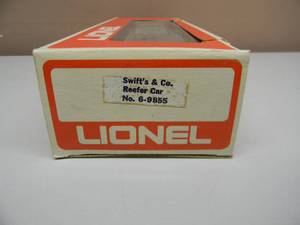 LIONEL
Swift's & Co.
Reefer Car
No. 6-9855
LIONEL